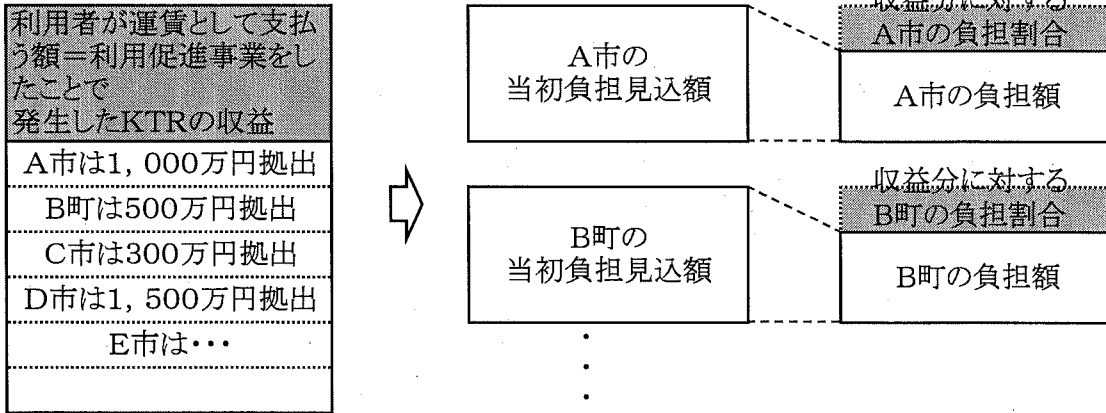 利用者が運賃として支払
う額＝利用促進事業をし
たことで
発生したKTRの収益
A市は1，000万円拠出
B町は500万円拠出
C市は300万円拠出
D市は1，500万円拠出
E市は・・・
A市の
当初負担見込額
収益分に対する
A市の負担割合
A市の負担額
B町の
当初負担見込額
収益分に対する
B町の負担割合
B町の負担額